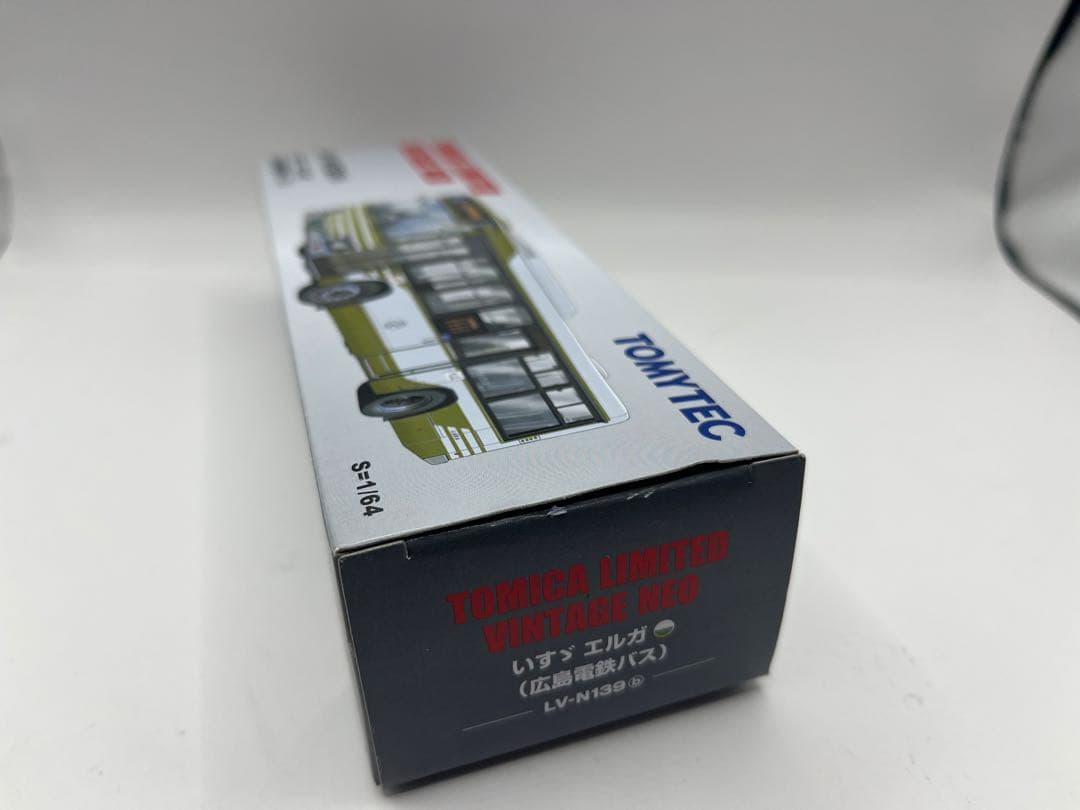 TOMYTEC
S=1/64
TOMICA LIMITED
VINTAGE NEO
いすゞ エルガ
(広島電鉄バス)
LV-N139 ⓑ